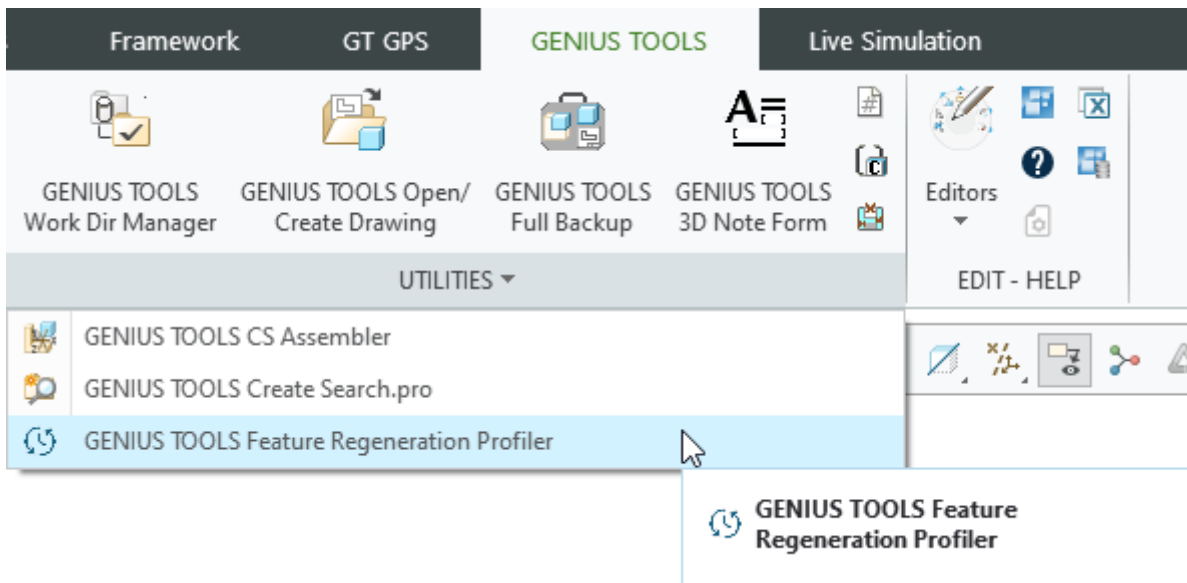 Framework GT GPS GENIUS TOOLS Live Simulation
GENIUS TOOLS
Work Dir Manager
GENIUS TOOLS Open/
Create Drawing
GENIUS TOOLS
Full Backup
A
GENIUS TOOLS
3D Note Form
#
C
UTILITIES
Editors
X
?
EDIT - HELP
GENIUS TOOLS CS Assembler
GENIUS TOOLS Create Search.pro
GENIUS TOOLS Feature Regeneration Profiler
GENIUS TOOLS Feature
Regeneration Profiler